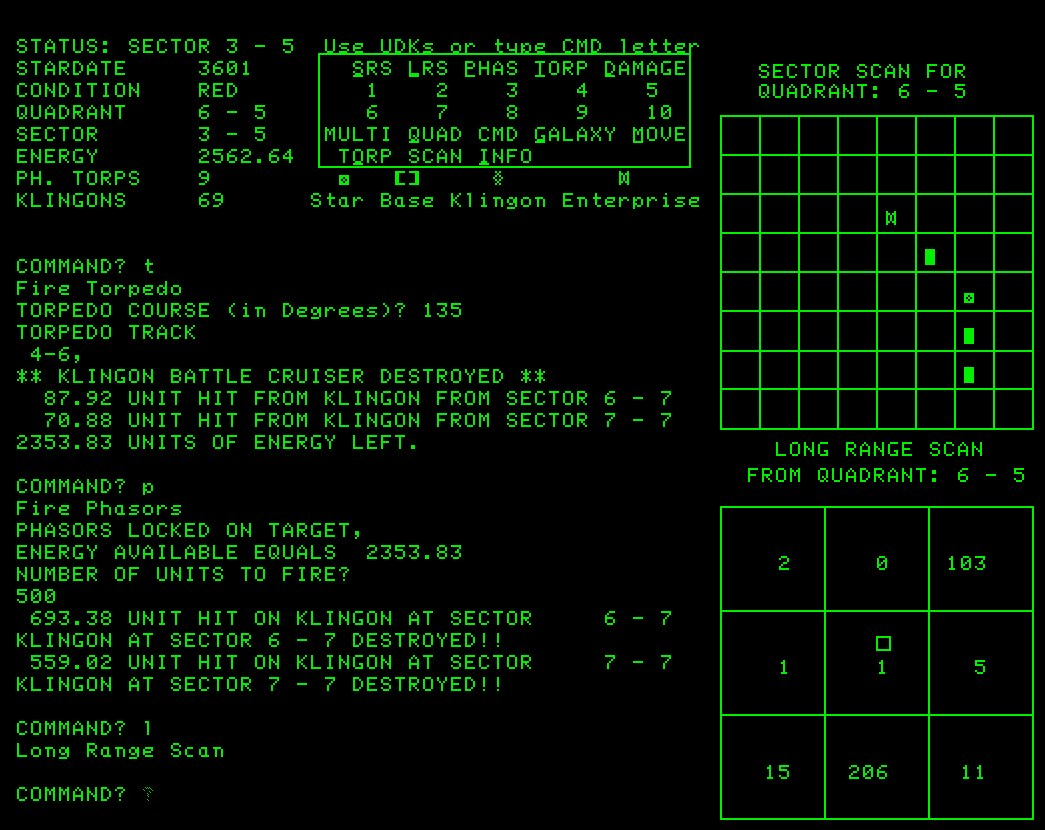 STATUS: SECTOR 3 - 5 Use UDKs or type CMD letter
STARDATE 3601 SRS LRS PHAS TORP DAMAGE
CONDITION RED 1 2 3 4 5
QUADRANT 6 - 5 6 7 8 9 10
SECTOR 3 - 5 MULTI QUAD CMD GALAXY MOVE
ENERGY 2562.64 TORP SCAN INFO
PH. TORPS 9
KLINGONS 69 Star Base Klingon Enterprise
COMMAND? t
Fire Torpedo
TORPEDO COURSE (in Degrees)? 135
TORPEDO TRACK
4-6,
** KLINGON BATTLE CRUISER DESTROYED **
87.92 UNIT HIT FROM KLINGON FROM SECTOR 6 - 7
70.88 UNIT HIT FROM KLINGON FROM SECTOR 7 - 7
2353.83 UNITS OF ENERGY LEFT.
COMMAND? p
Fire Phasors
PHASORS LOCKED ON TARGET,
ENERGY AVAILABLE EQUALS 2353.83
NUMBER OF UNITS TO FIRE?
500
693.38 UNIT HIT ON KLINGON AT SECTOR 6 - 7
KLINGON AT SECTOR 6 - 7 DESTROYED!!
559.02 UNIT HIT ON KLINGON AT SECTOR 7 - 7
KLINGON AT SECTOR 7 - 7 DESTROYED!!
COMMAND? l
Long Range Scan
COMMAND? ?
SECTOR SCAN FOR
QUADRANT: 6 - 5
LONG RANGE SCAN
FROM QUADRANT: 6 - 5
2 0 103
1 1 5
15 206 11